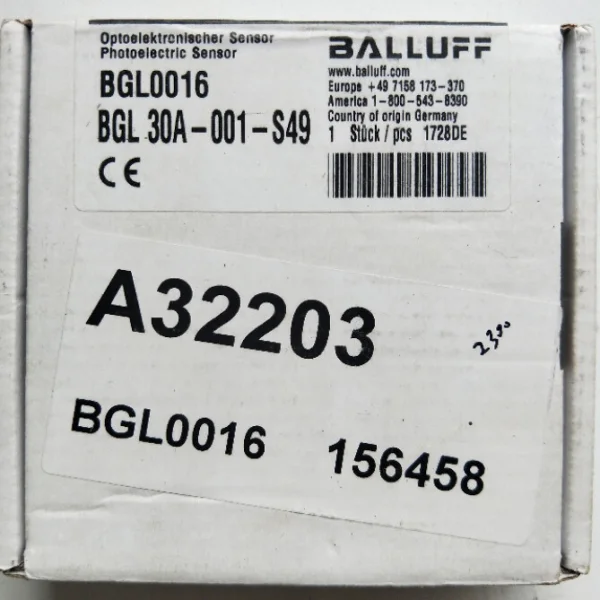 Optoelektronischer Sensor
Photoelectric Sensor
BGL0016
BGL 30A-001-S49
CE
BALLUFF
www.balluff.com
Europe +49 7158 173-370
America 1-800-543-8390
Country of origin Germany
1 Stück / pcs 1728DE
A32203
BGL0016 156458